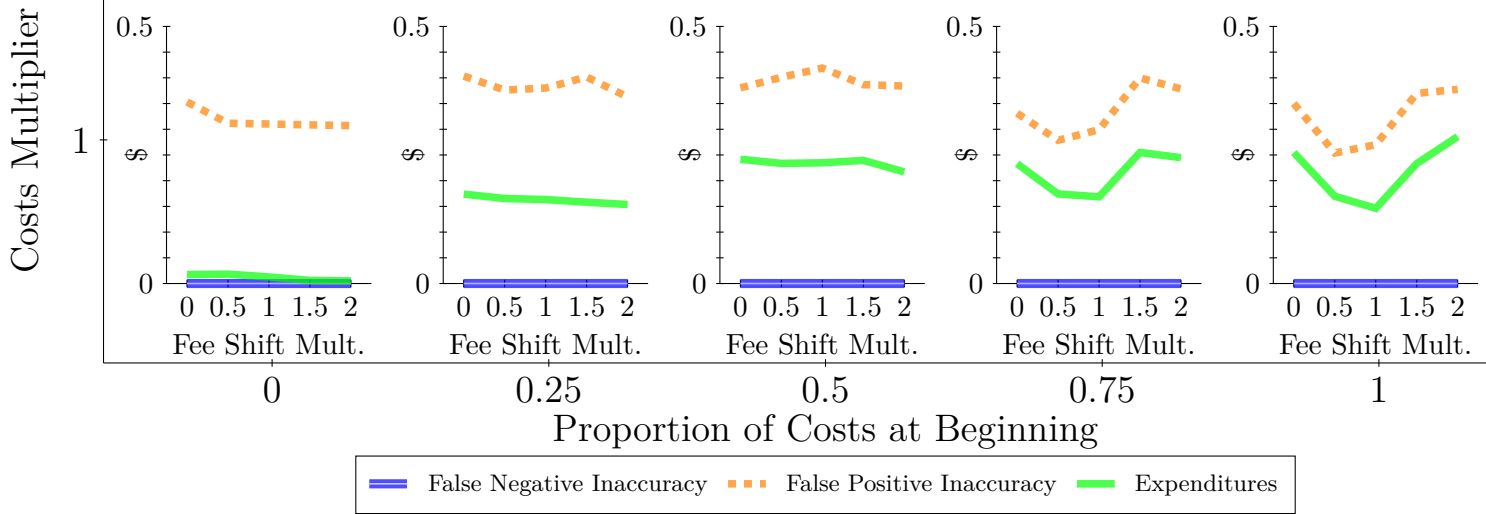 Costs Multiplier
1
0.5
$
0
0 0.5 1 1.5 2
Fee Shift Mult.
0.5
$
0
0 0.5 1 1.5 2
Fee Shift Mult.
0.5
$
0
0 0.5 1 1.5 2
Fee Shift Mult.
0.5
$
0
0 0.5 1 1.5 2
Fee Shift Mult.
0.5
$
0
0 0.5 1 1.5 2
Fee Shift Mult.
0 0.25 0.5 0.75 1
Proportion of Costs at Beginning
False Negative Inaccuracy False Positive Inaccuracy Expenditures